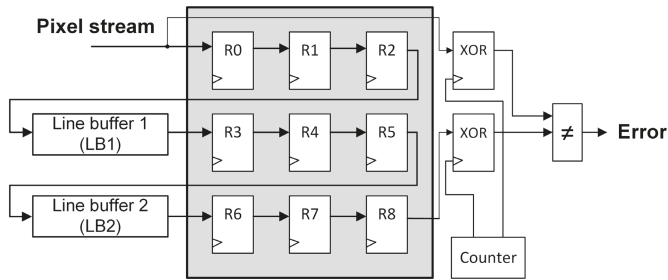 Pixel stream
R0 R1 R2 XOR
Line buffer 1
(LB1)
R3 R4 R5 XOR ≠ Error
Line buffer 2
(LB2)
R6 R7 R8
Counter